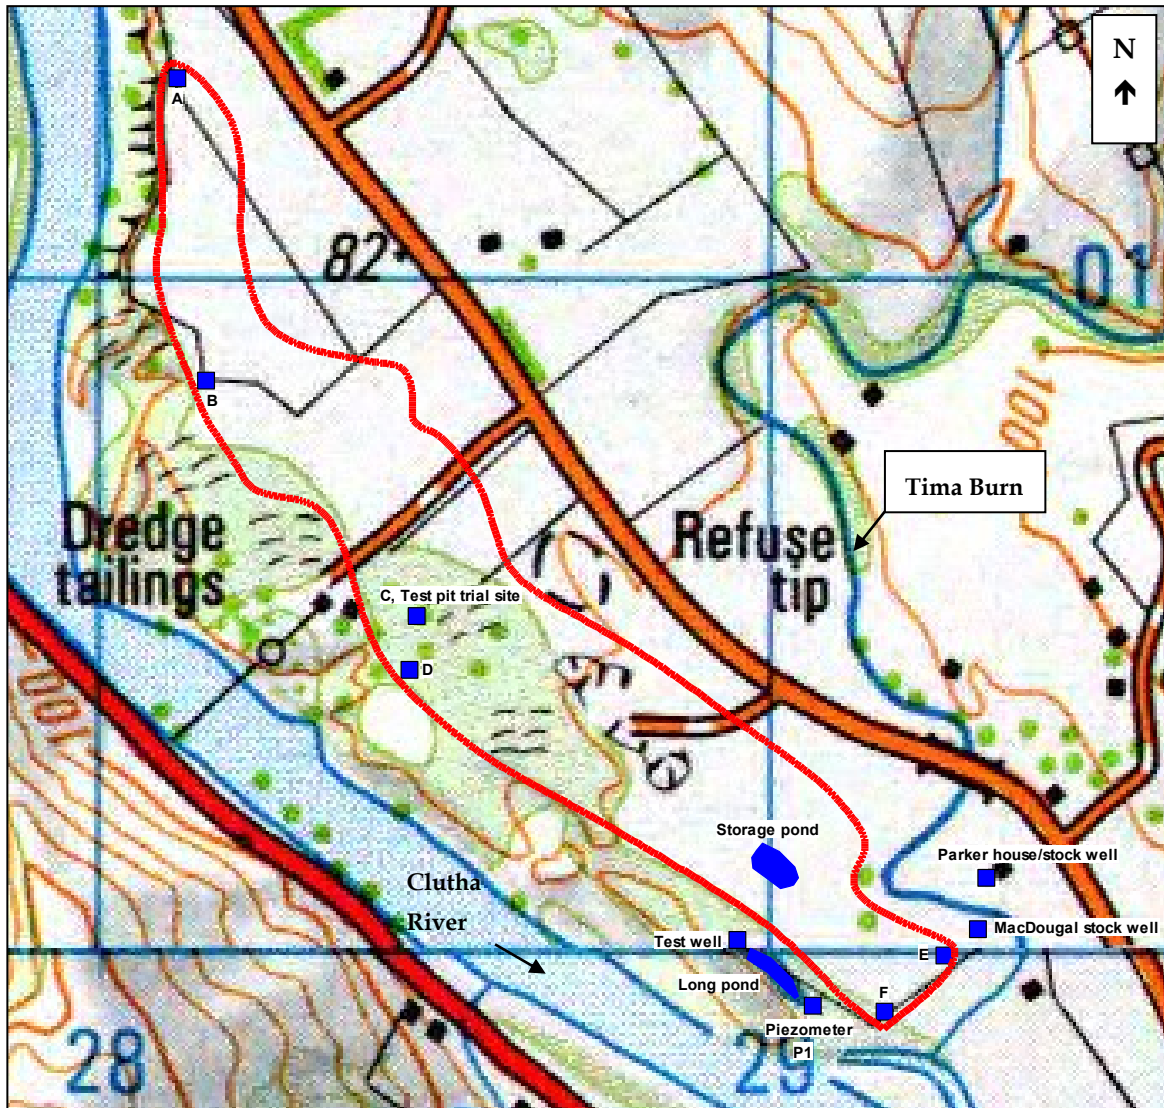 N
A
82
01
B
100
Tima Burn
Dredge
tailings
Refuse
tip
C, Test pit trial site
D
100
Storage pond
Parker house/stock well
Clutha
River
MacDougal stock well
Test well
E
Long pond
F
Piezometer
P1
28
29